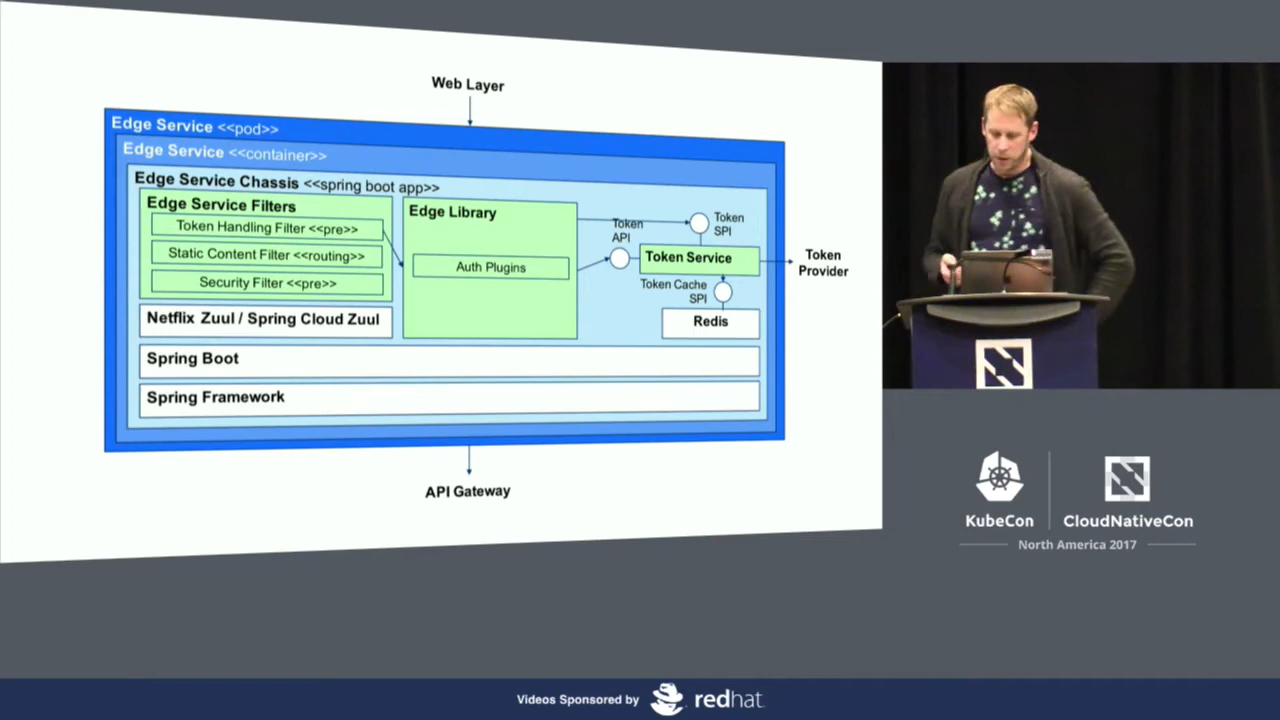 Web Layer
Edge Service <<pod>>
Edge Service <<container>>
Edge Service Chassis <<spring boot app>>
Edge Service Filters
Token Handling Filter <<pre>>
Static Content Filter <<routing>>
Security Filter <<pre>>
Netflix Zuul / Spring Cloud Zuul
Edge Library
Auth Plugins
Token
API
Token
SPI
Token Service
Token Cache
SPI
Redis
Token
Provider
Spring Boot
Spring Framework
API Gateway
KubeCon
CloudNativeCon
North America 2017
Videos Sponsored by
redhat